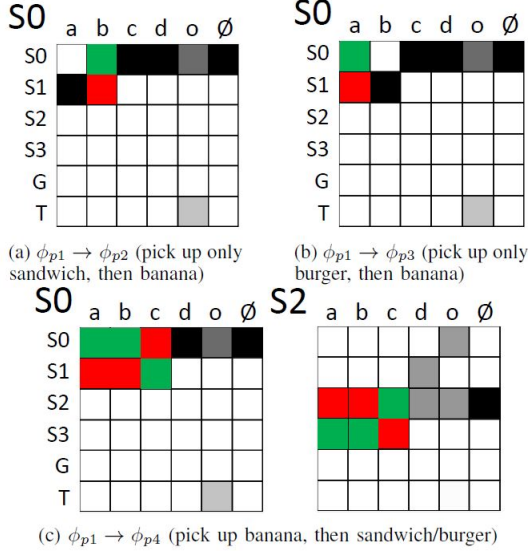 S0
a b c d o Ø
S0
S1
S2
S3
G
T
(a) ϕp1 → ϕp2 (pick up only
sandwich, then banana)
a b c d o Ø
S0
S1
S2
S3
G
T
(b) ϕp1 → ϕp3 (pick up only
burger, then banana)
S0
a b c d o Ø
S0
S1
S2
S3
G
T
S2
a b c d o Ø
(c) ϕp1 → ϕp4 (pick up banana, then sandwich/burger)